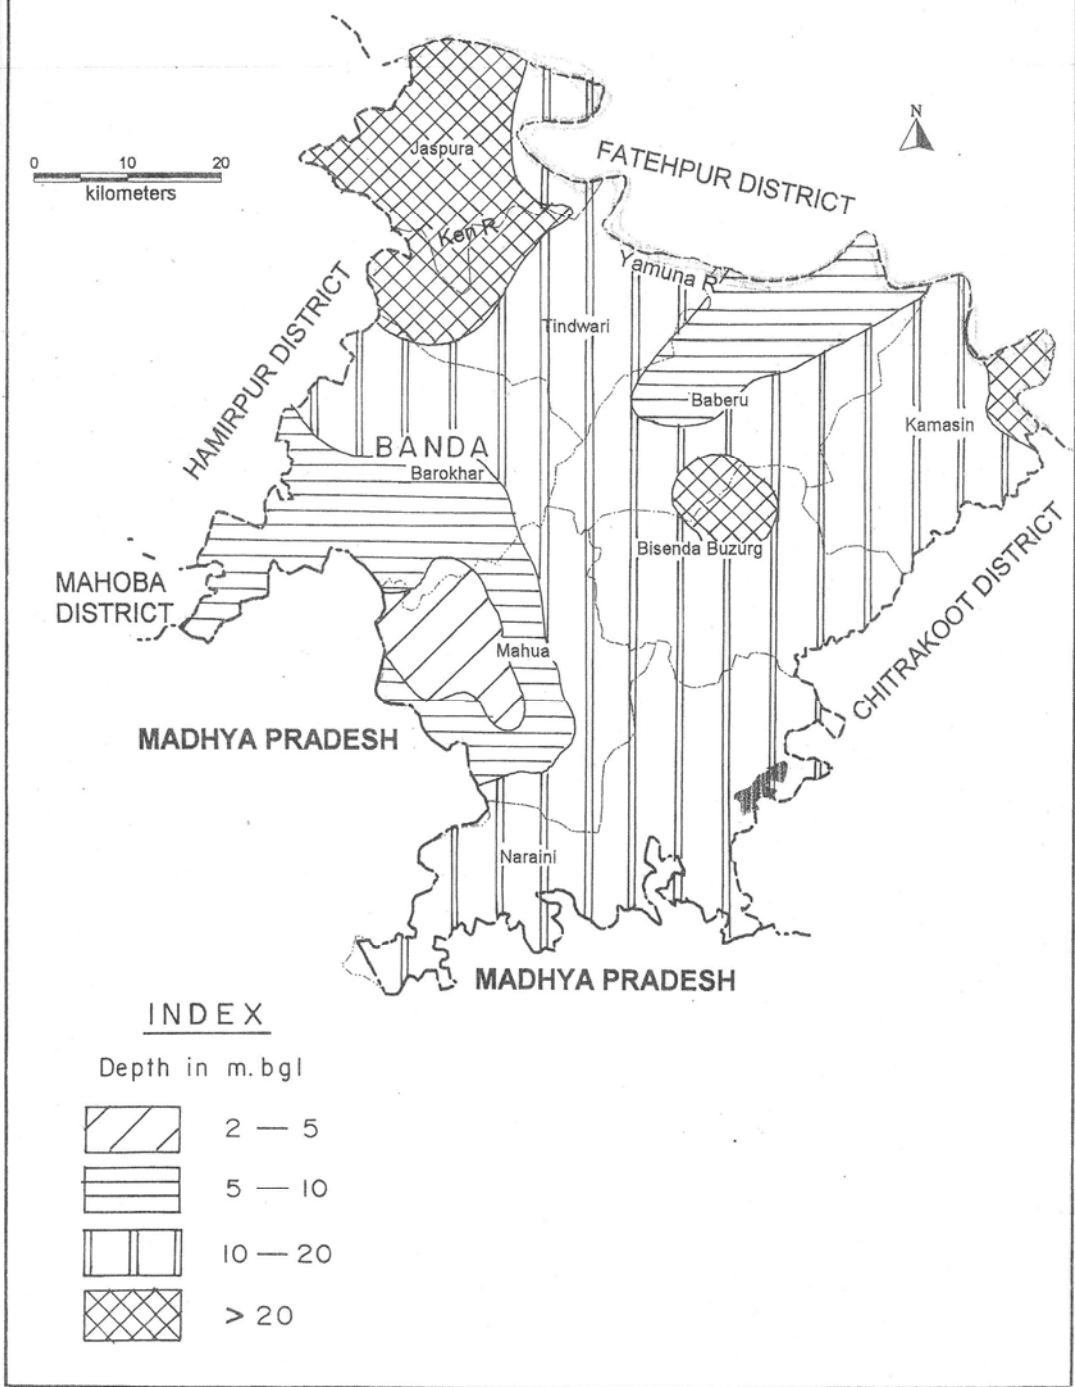 N
0 10 20
kilometers
Jaspura
FATEHPUR DISTRICT
Ken R
Yamuna R
HAMIRPUR DISTRICT
Tindwari
Baberu
Kamasin
BANDA
Barokhar
Bisenda Buzurg
MAHOBA
DISTRICT
CHITRAKOOT DISTRICT
Mahua
MADHYA PRADESH
Naraini
MADHYA PRADESH
INDEX
Depth in m.bgl
2 — 5
5 — 10
10 — 20
> 20